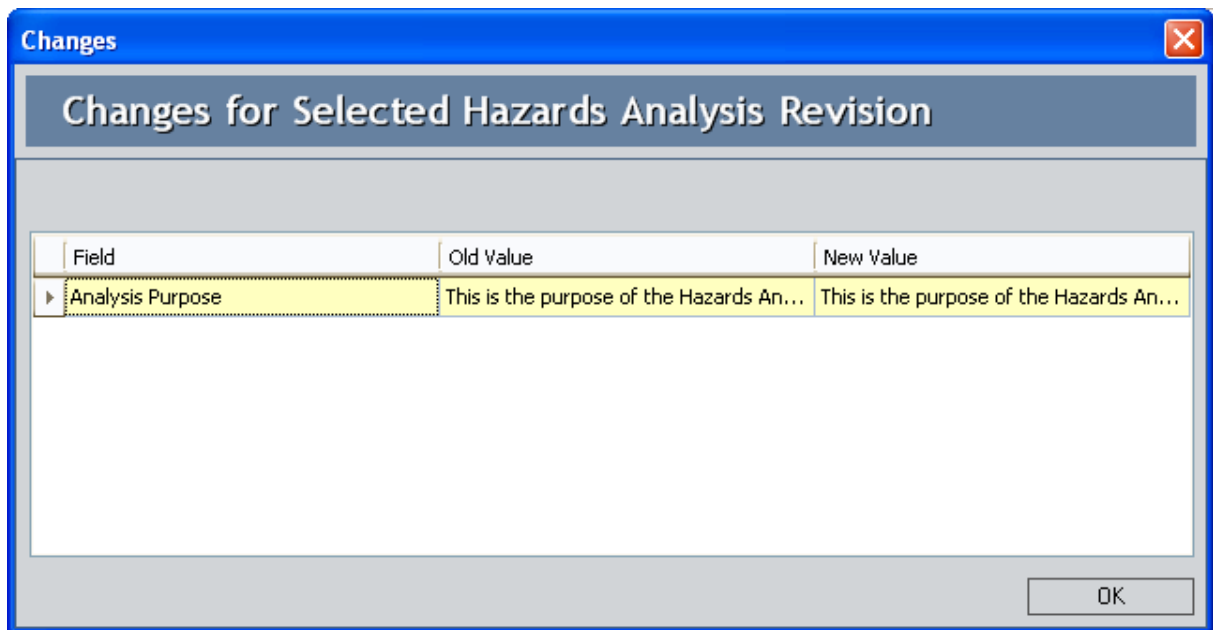 Changes
Changes for Selected Hazards Analysis Revision
Field Old Value New Value
Analysis Purpose This is the purpose of the Hazards An... This is the purpose of the Hazards An...
OK